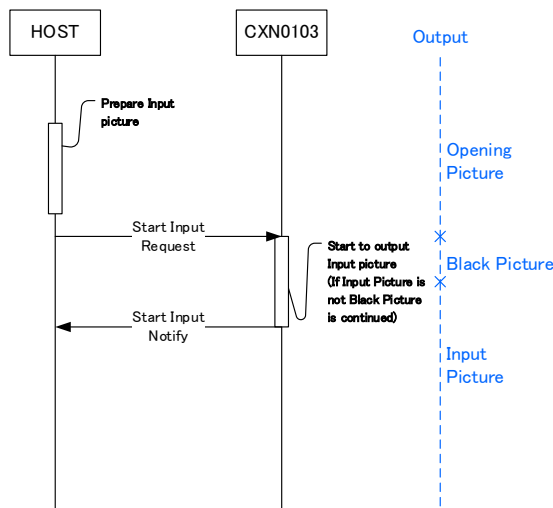 HOST
CXN0103
Output
Prepare Input
picture
Opening
Picture
Start Input
Request
Start to output
Input picture
(If Input Picture is
not Black Picture
is continued)
Black Picture
Start Input
Notify
Input
Picture